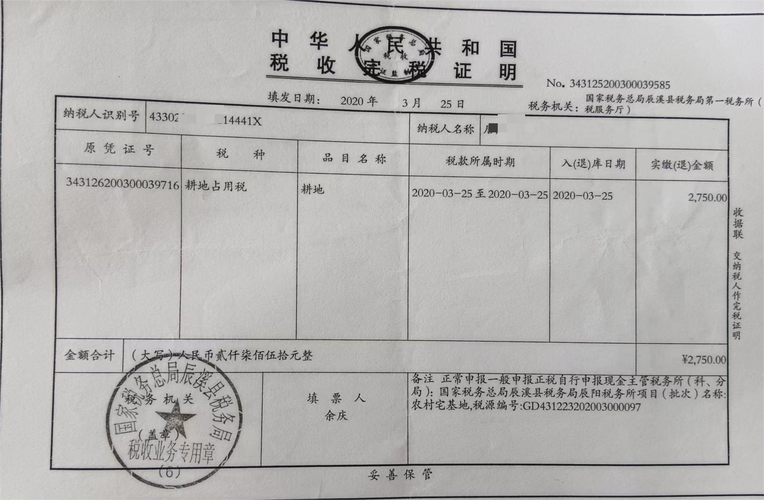 中华人民共和国
税收完税证明
No. 343125200300039585
填发日期： 2020 年 3 月 25 日
税务机关：国家税务总局辰溪县税务局第一税务所（税服务厅）
纳税人识别号 43302 14441X 纳税人名称
原凭证号 税种 品目名称 税款所属时期 入(退)库日期 实缴(退)金额
343126200300039716 耕地占用税 耕地 2020-03-25 至 2020-03-25 2020-03-25 2,750.00
金额合计 （大写）人民币贰仟柒佰伍拾元整 ¥2,750.00
税务机关
（盖章）
国家税务总局辰溪县税务局
税收业务专用章
（6）
填票人
余庆
备注 正常申报一般申报正税自行申报现金主管税务所（科、分
局）：国家税务总局辰溪县税务局辰阳税务所项目（批次）名称:
农村宅基地,税源编号:GD431223202003000097
妥善保管
收据联 交纳税人作完税证明